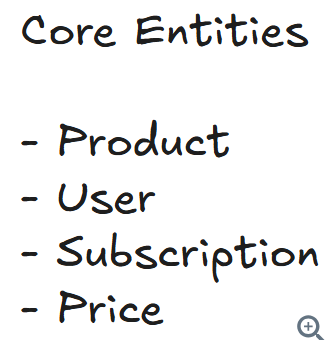 Core Entities
- Product
- User
- Subscription
- Price